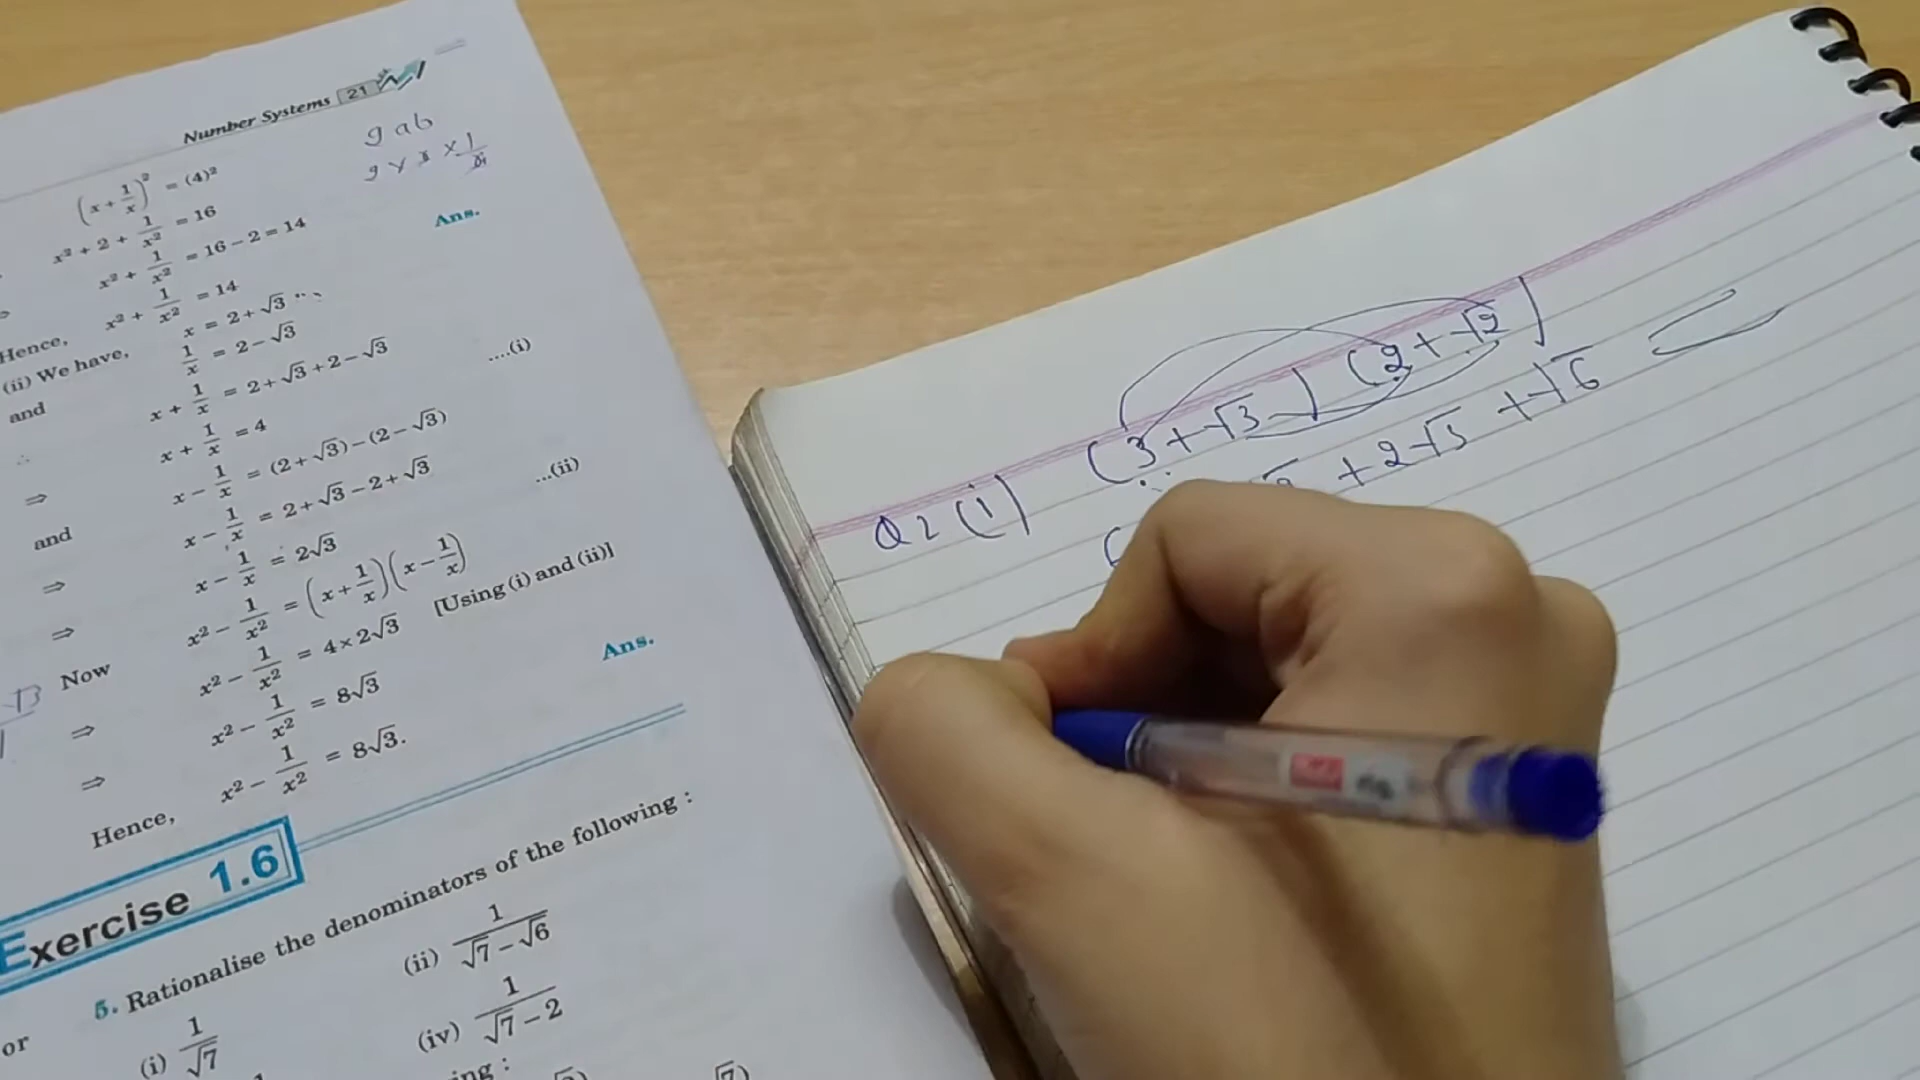 Number Systems 21
9 a b
(x + 1/x)² = (4)²
x² + 2 + 1/x² = 16
⇒ x² + 1/x² = 16 − 2 = 14
Hence, x² + 1/x² = 14
Ans.
(ii) We have, x = 2 + √3
and 1/x = 2 − √3
∴ x + 1/x = 2 + √3 + 2 − √3
⇒ x + 1/x = 4 ....(i)
and x − 1/x = (2 + √3) − (2 − √3)
⇒ x − 1/x = 2 + √3 − 2 + √3
⇒ x − 1/x = 2√3 ...(ii)
Now x² − 1/x² = (x + 1/x)(x − 1/x)
⇒ x² − 1/x² = 4 × 2√3 [Using (i) and (ii)]
⇒ x² − 1/x² = 8√3
Hence, x² − 1/x² = 8√3. Ans.
Exercise 1.6
or
5. Rationalise the denominators of the following :
(i) 1/√7
(ii) 1/(√7 − √6)
(iv) 1/(√7 − 2)
ing :
Q2 (i) (3 + √3) (2 + √2)
+ 2√3 + √6